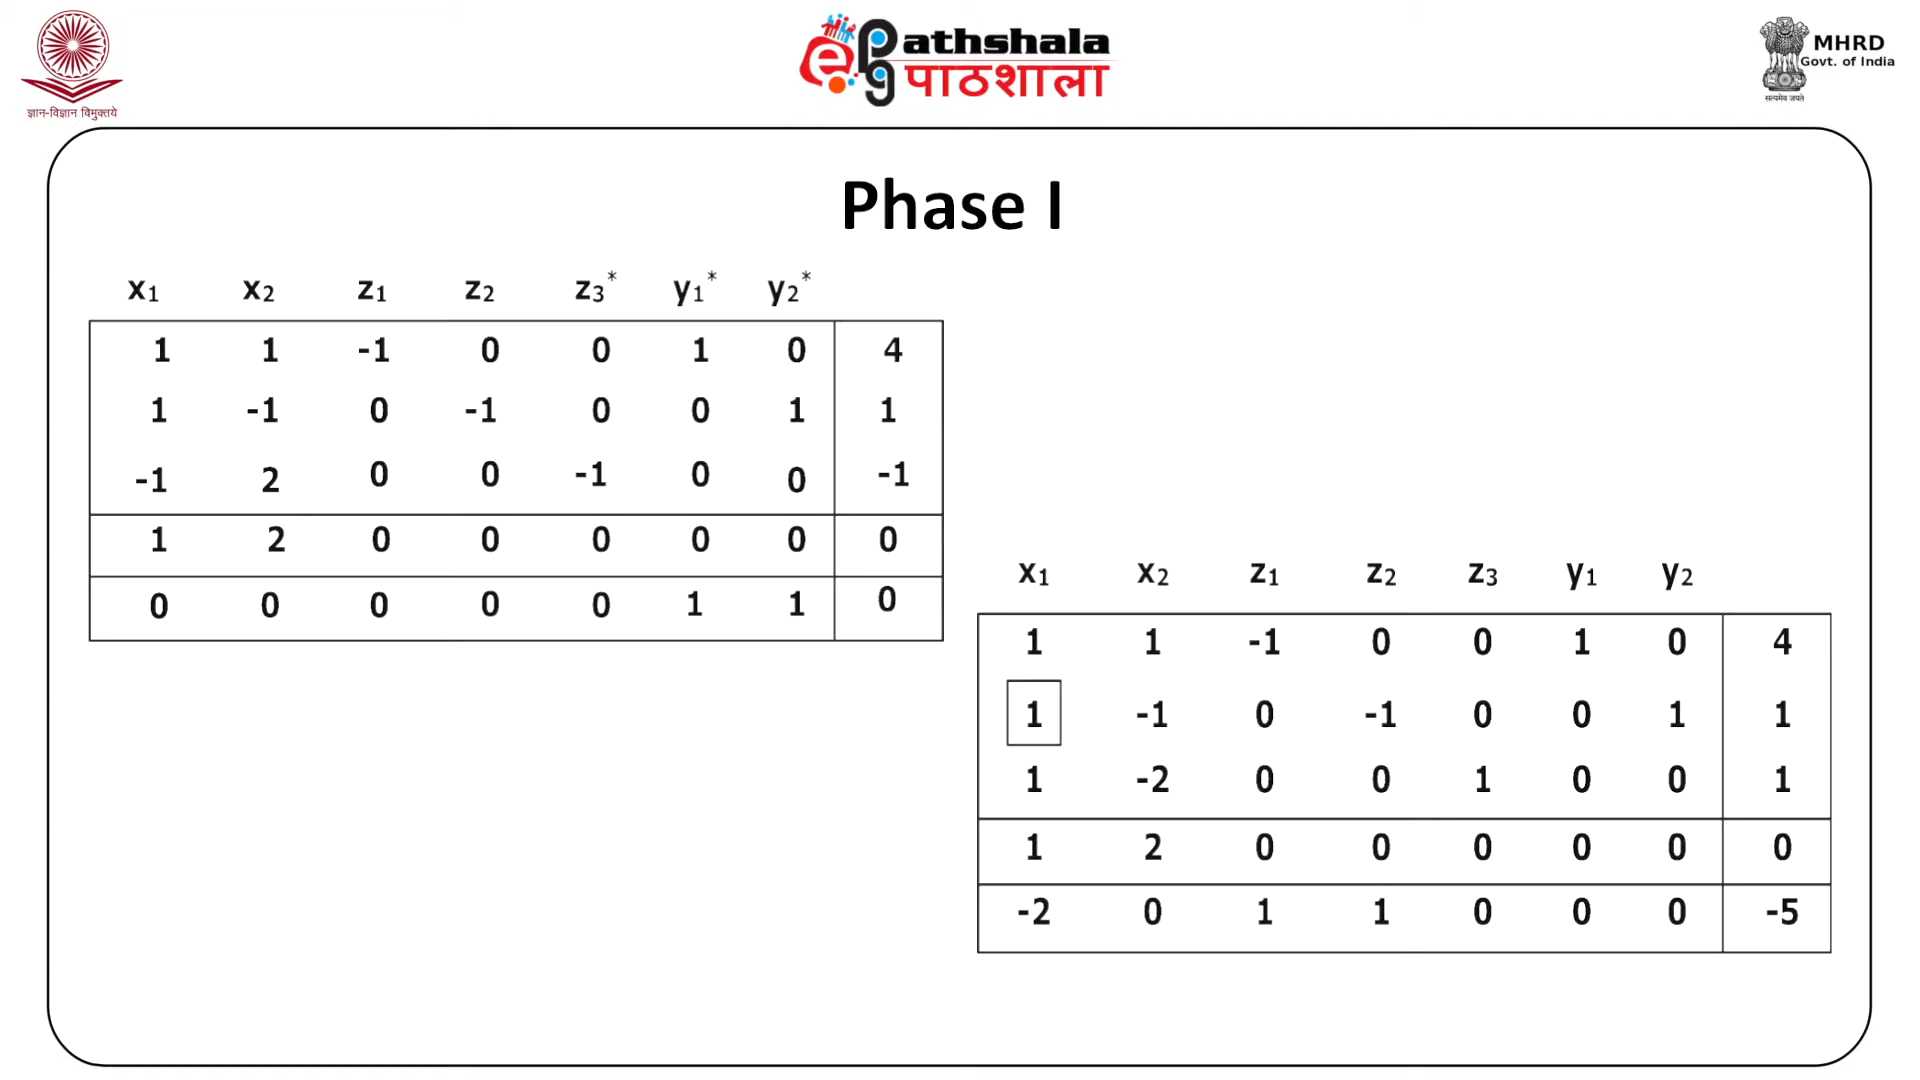 ज्ञान-विज्ञान विमुक्तये
epgathshala
पाठशाला
MHRD
Govt. of India
सत्यमेव जयते
Phase I
x₁ x₂ z₁ z₂ z₃* y₁* y₂*
1 1 -1 0 0 1 0 4
1 -1 0 -1 0 0 1 1
-1 2 0 0 -1 0 0 -1
1 2 0 0 0 0 0 0
0 0 0 0 0 1 1 0
x₁ x₂ z₁ z₂ z₃ y₁ y₂
1 1 -1 0 0 1 0 4
1 -1 0 -1 0 0 1 1
1 -2 0 0 1 0 0 1
1 2 0 0 0 0 0 0
-2 0 1 1 0 0 0 -5